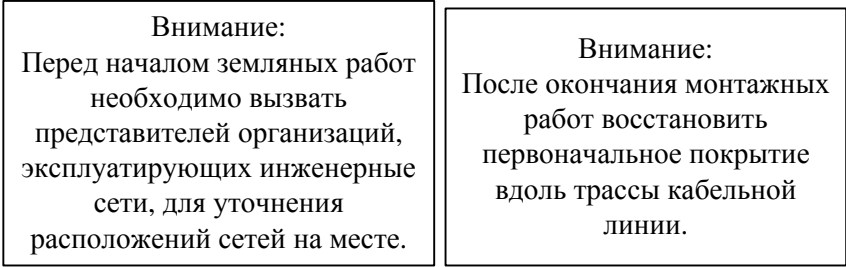 Внимание:
Перед началом земляных работ
необходимо вызвать
представителей организаций,
эксплуатирующих инженерные
сети, для уточнения
расположений сетей на месте.
Внимание:
После окончания монтажных
работ восстановить
первоначальное покрытие
вдоль трассы кабельной
линии.